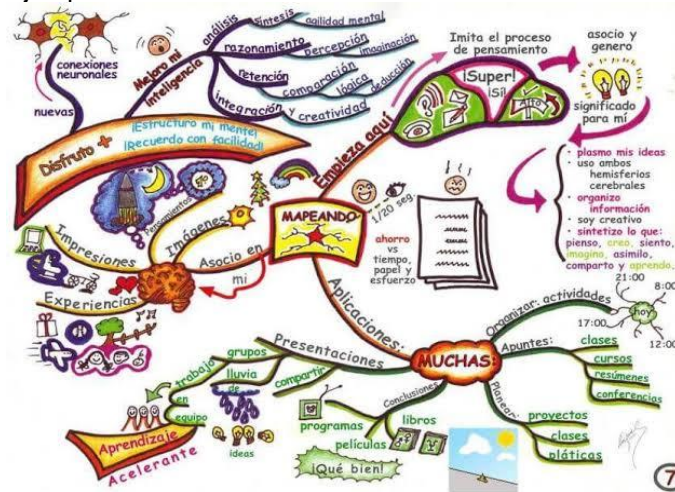 conexiones
neuronales
nuevas
Mejoro mi
inteligencia
análisis
síntesis
agilidad mental
razonamiento
percepción
imaginación
retención
comparación
lógica
deducación
integración
y creatividad
Disfruto +
¡Estructuro mi mente!
¡Recuerdo con facilidad!
Empieza aquí
Imita el proceso
de pensamiento
¡Super!
¡Sí!
ALTO
asocio y
genero
significado
para mí
· plasmo mis ideas
· uso ambos
hemisferios
cerebrales
· organizo
información
· soy creativo
· sintetizo lo que:
pienso, creo, siento,
imagino, asimilo,
comparto y aprendo.
MAPEANDO
1/20 seg.
ahorro
vs
tiempo,
papel y
esfuerzo
Pensamientos
Imágenes
Asocio en
mi
Impresiones
Experiencias
Aplicaciones:
MUCHAS:
Organizar: actividades
21:00
8:00
hoy
17:00
12:00
Apuntes:
clases
cursos
resúmenes
conferencias
Planear:
proyectos
clases
pláticas
Presentaciones
grupos
trabajo
en
equipo
lluvia
de
ideas
compartir
Conclusiones
programas
películas
libros
¡Qué bien!
Aprendizaje
Acelerante
7